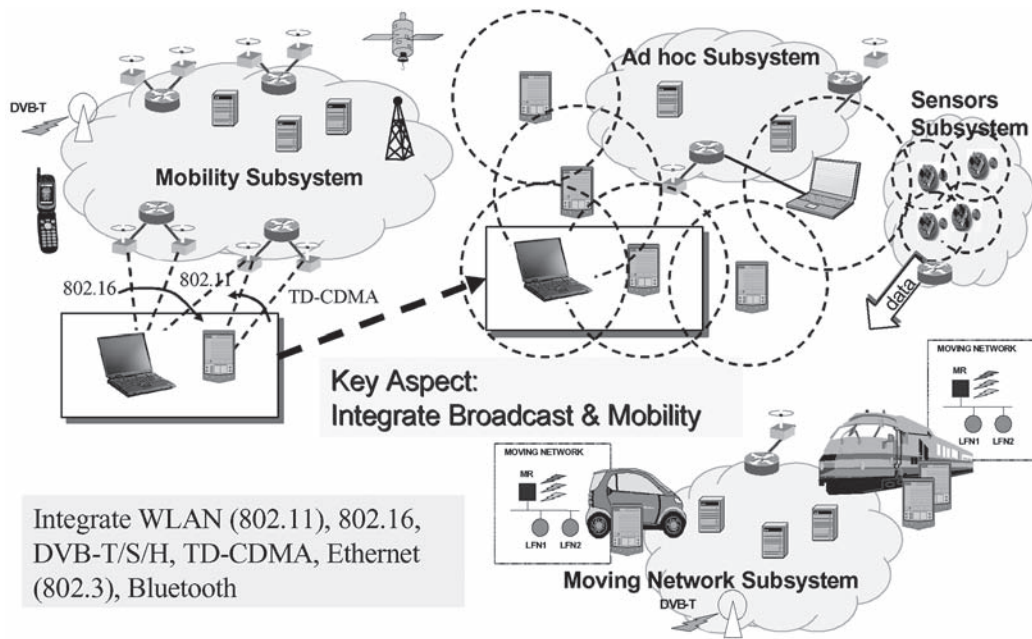 Ad hoc Subsystem
Sensors
Subsystem
DVB-T
Mobility Subsystem
802.16
802.11
TD-CDMA
data
Key Aspect:
Integrate Broadcast & Mobility
MOVING NETWORK
MR
LFN1 LFN2
MOVING NETWORK
MR
LFN1 LFN2
Integrate WLAN (802.11), 802.16,
DVB-T/S/H, TD-CDMA, Ethernet
(802.3), Bluetooth
Moving Network Subsystem
DVB-T